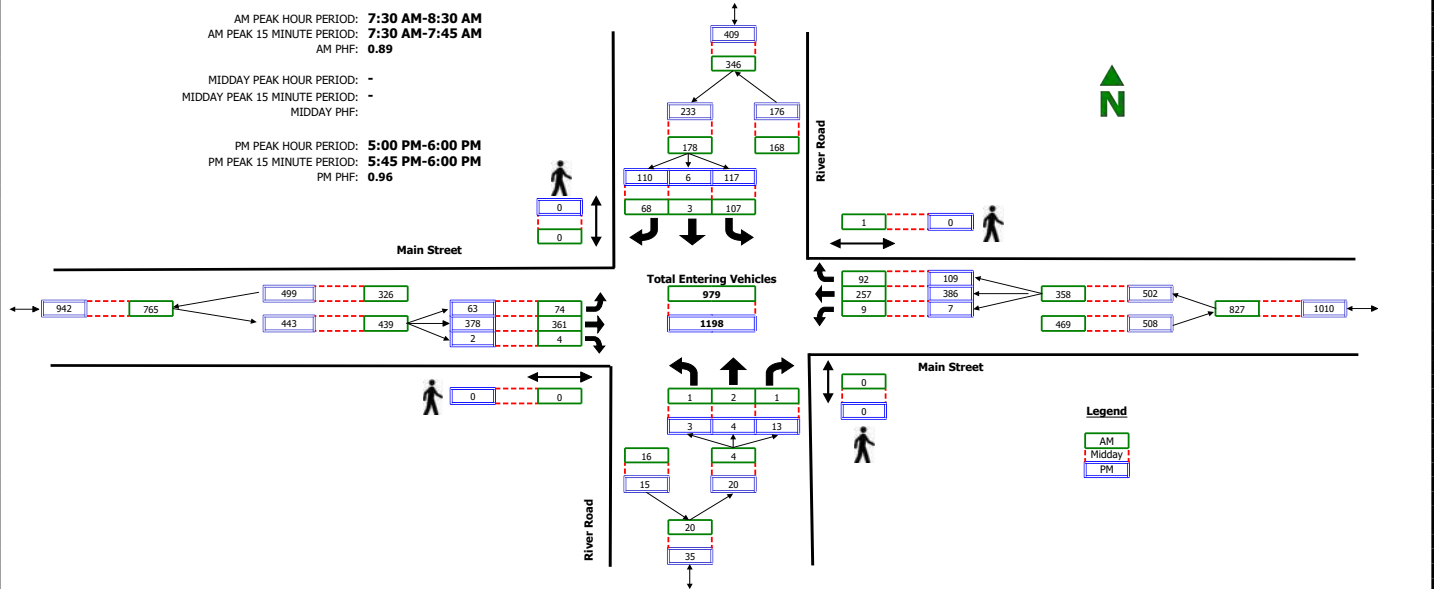 AM PEAK HOUR PERIOD: 7:30 AM-8:30 AM
AM PEAK 15 MINUTE PERIOD: 7:30 AM-7:45 AM
AM PHF: 0.89
MIDDAY PEAK HOUR PERIOD: -
MIDDAY PEAK 15 MINUTE PERIOD: -
MIDDAY PHF:
PM PEAK HOUR PERIOD: 5:00 PM-6:00 PM
PM PEAK 15 MINUTE PERIOD: 5:45 PM-6:00 PM
PM PHF: 0.96
409
346
233 176
178 168
110 6 117
68 3 107
River Road
N
0
0
Main Street
1 0
Total Entering Vehicles
979
1198
942 765
499 326
443 439
63 74
378 361
2 4
92 109
257 386
9 7
358 502
469 508
827 1010
Main Street
0 0
1 2 1
3 4 13
16 4
15 20
20
35
River Road
0
0
Legend
AM
Midday
PM